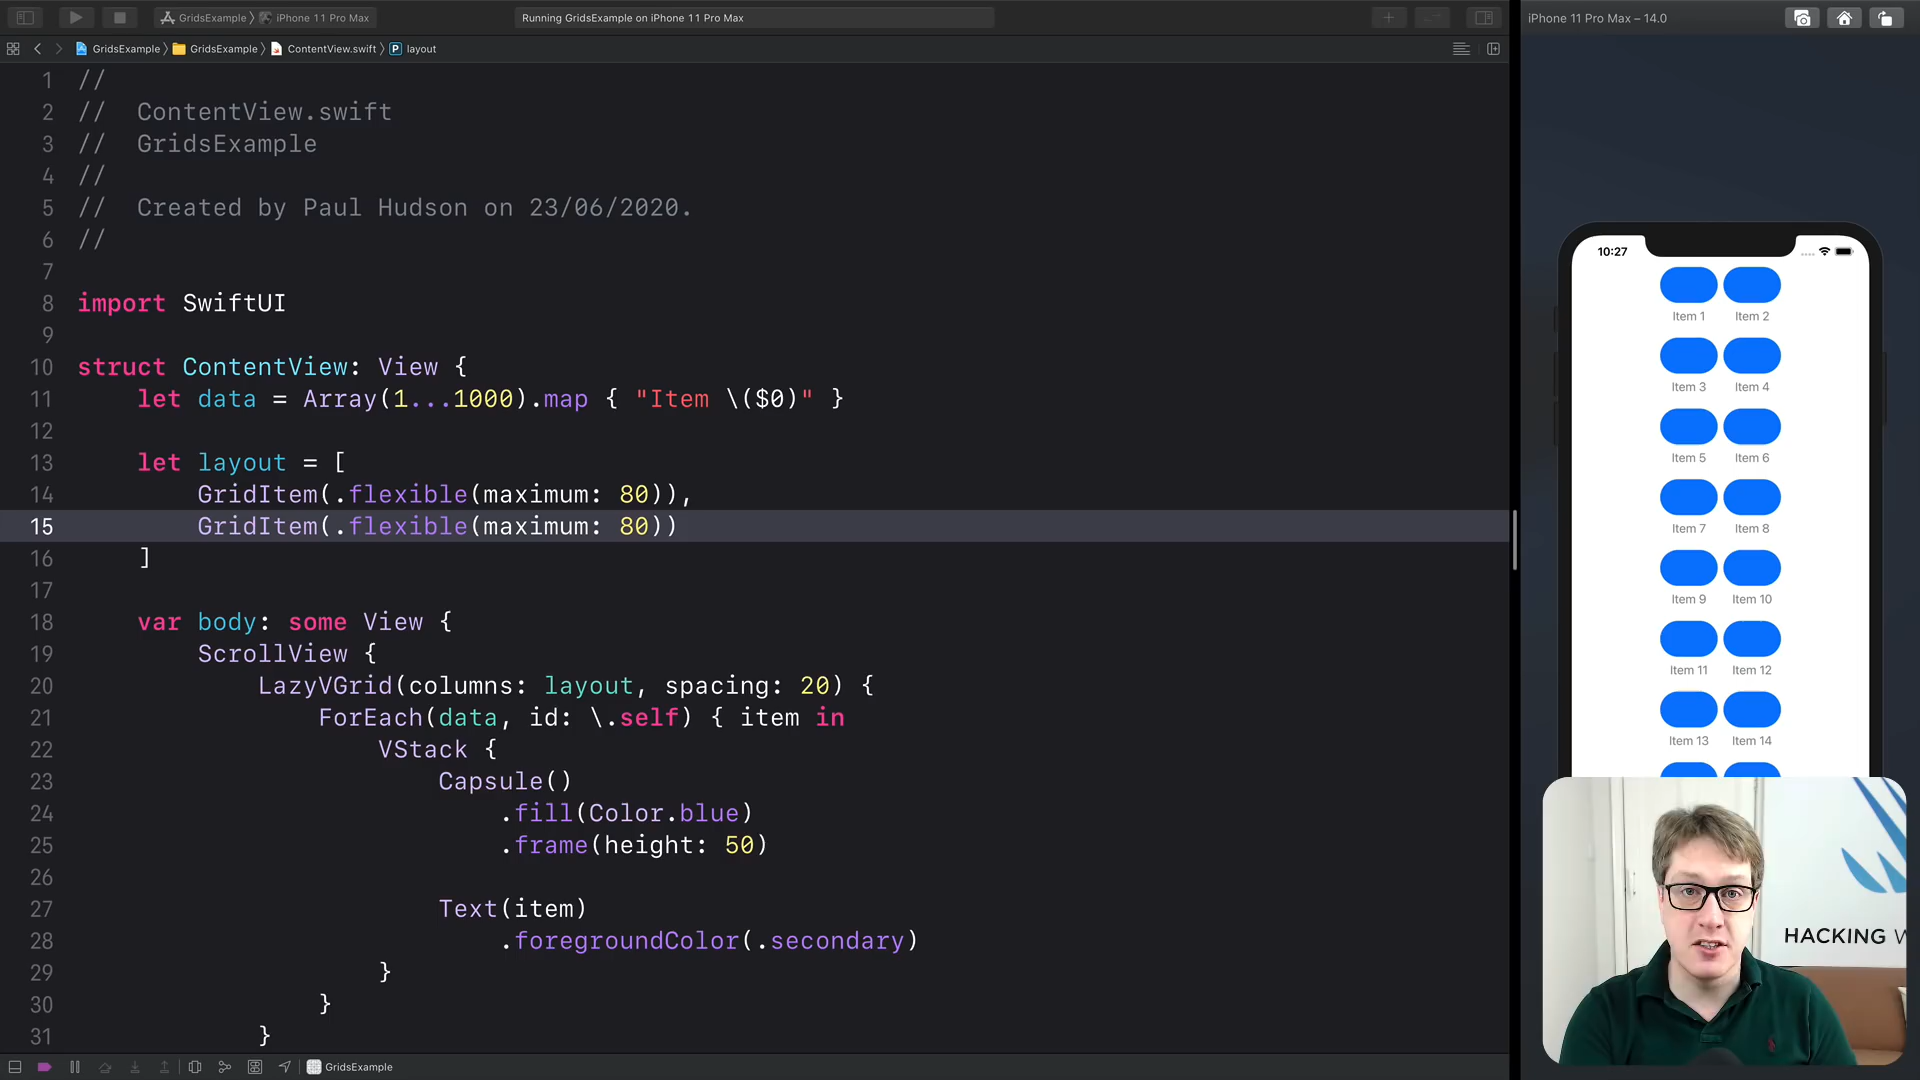 GridsExample iPhone 11 Pro Max
Running GridsExample on iPhone 11 Pro Max
iPhone 11 Pro Max – 14.0
GridsExample GridsExample ContentView.swift P layout
1 //
2 //  ContentView.swift
3 //  GridsExample
4 //
5 //  Created by Paul Hudson on 23/06/2020.
6 //
7
8 import SwiftUI
9
10 struct ContentView: View {
11     let data = Array(1...1000).map { "Item \($0)" }
12
13     let layout = [
14         GridItem(.flexible(maximum: 80)),
15         GridItem(.flexible(maximum: 80))
16     ]
17
18     var body: some View {
19         ScrollView {
20             LazyVGrid(columns: layout, spacing: 20) {
21                 ForEach(data, id: \.self) { item in
22                     VStack {
23                         Capsule()
24                             .fill(Color.blue)
25                             .frame(height: 50)
26
27                         Text(item)
28                             .foregroundColor(.secondary)
29                     }
30                 }
31             }
GridsExample
10:27
Item 1 Item 2
Item 3 Item 4
Item 5 Item 6
Item 7 Item 8
Item 9 Item 10
Item 11 Item 12
Item 13 Item 14
HACKING W